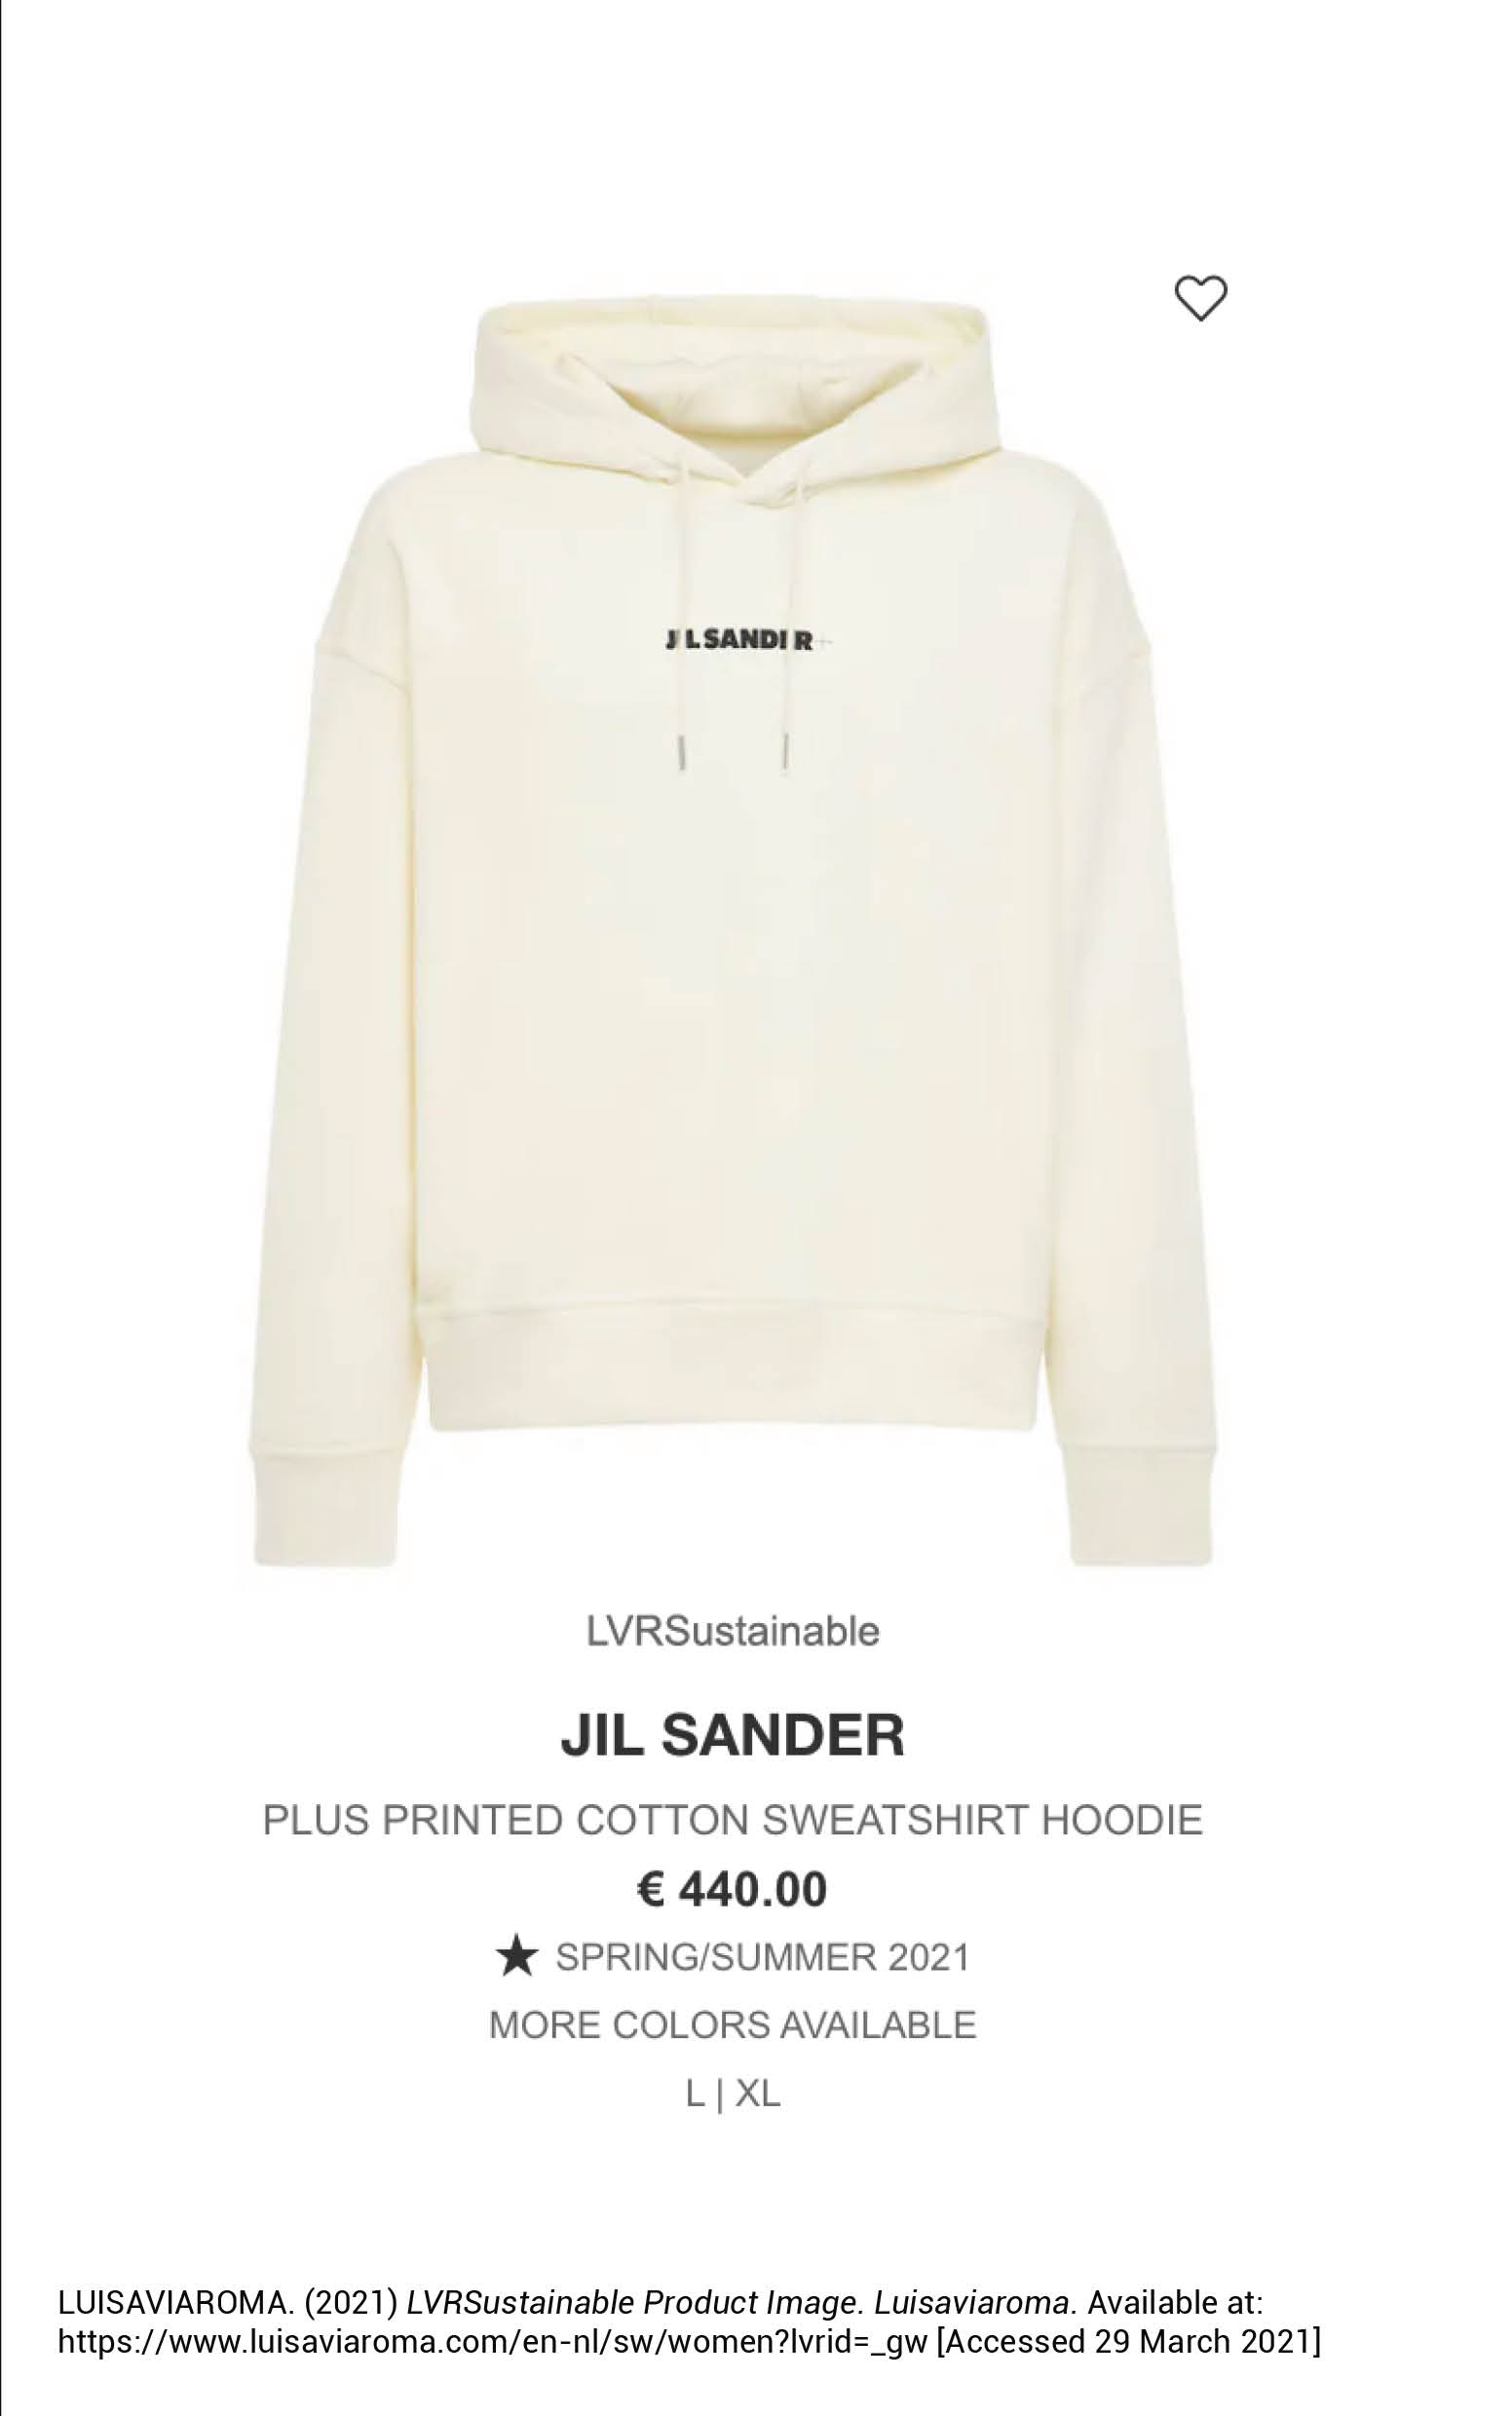 JIL SANDER+
LVRSustainable
JIL SANDER
PLUS PRINTED COTTON SWEATSHIRT HOODIE
€ 440.00
★ SPRING/SUMMER 2021
MORE COLORS AVAILABLE
L | XL
LUISAVIAROMA. (2021) LVRSustainable Product Image. Luisaviaroma. Available at:
https://www.luisaviaroma.com/en-nl/sw/women?lvrid=_gw [Accessed 29 March 2021]